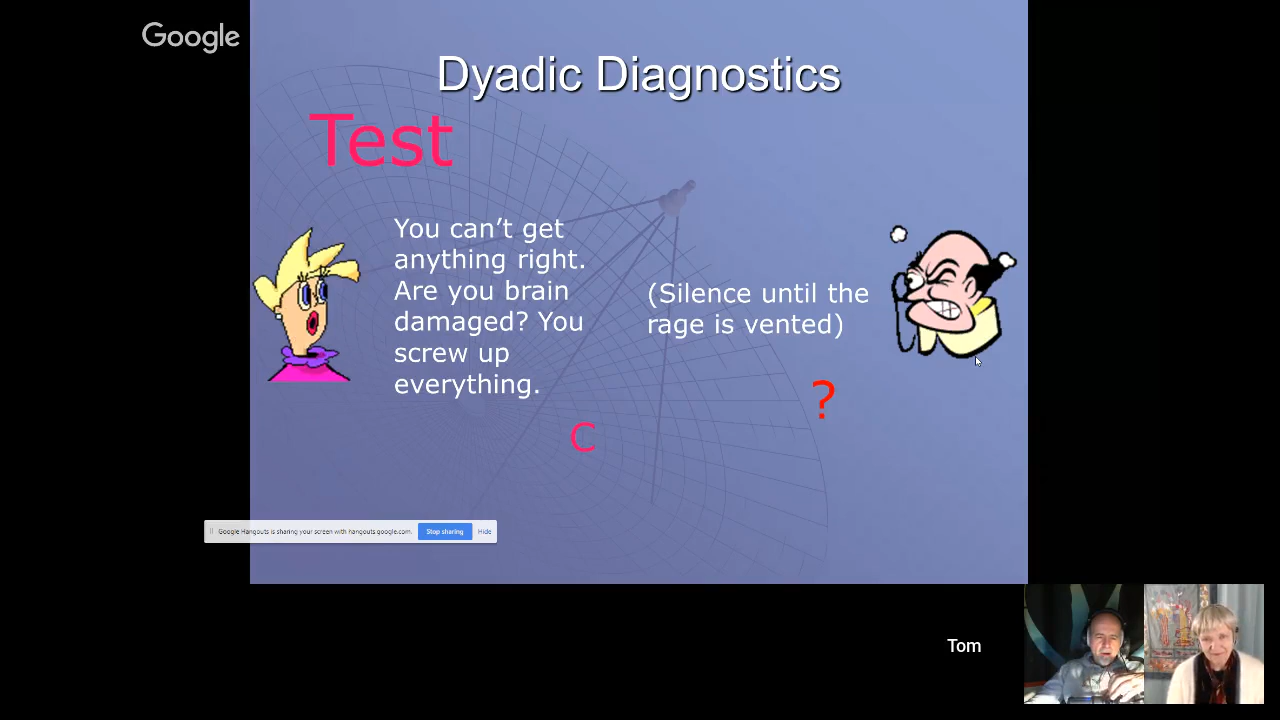 Google
Dyadic Diagnostics
Test
You can’t get
anything right.
Are you brain
damaged? You
screw up
everything.
(Silence until the
rage is vented)
?
C
Google Hangouts is sharing your screen with hangouts.google.com.
Stop sharing
Hide
Tom